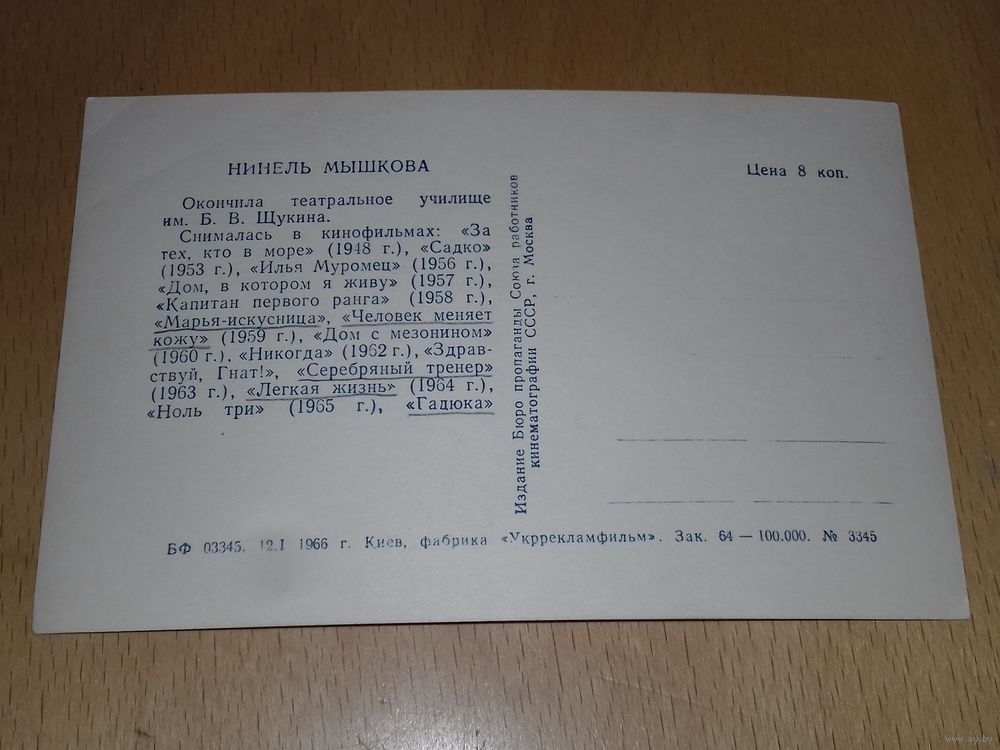 НИНЕЛЬ МЫШКОВА
Окончила театральное училище
им. Б. В. Щукина.
Снималась в кинофильмах: «За
тех, кто в море» (1948 г.), «Садко»
(1953 г.), «Илья Муромец» (1956 г.),
«Дом, в котором я живу» (1957 г.),
«Капитан первого ранга» (1958 г.),
«Марья-искусница», «Человек меняет
кожу» (1959 г.), «Дом с мезонином»
(1960 г.), «Никогда» (1962 г.), «Здрав-
ствуй, Гнат!», «Серебряный тренер»
(1963 г.), «Легкая жизнь» (1964 г.),
«Ноль три» (1965 г.), «Гадюка»
Издание Бюро пропаганды Союза работников
кинематографии СССР, г. Москва
Цена 8 коп.
БФ 03345. 12.I 1966 г. Киев, фабрика «Укррекламфильм». Зак. 64 — 100.000. № 3345
www.ay.by